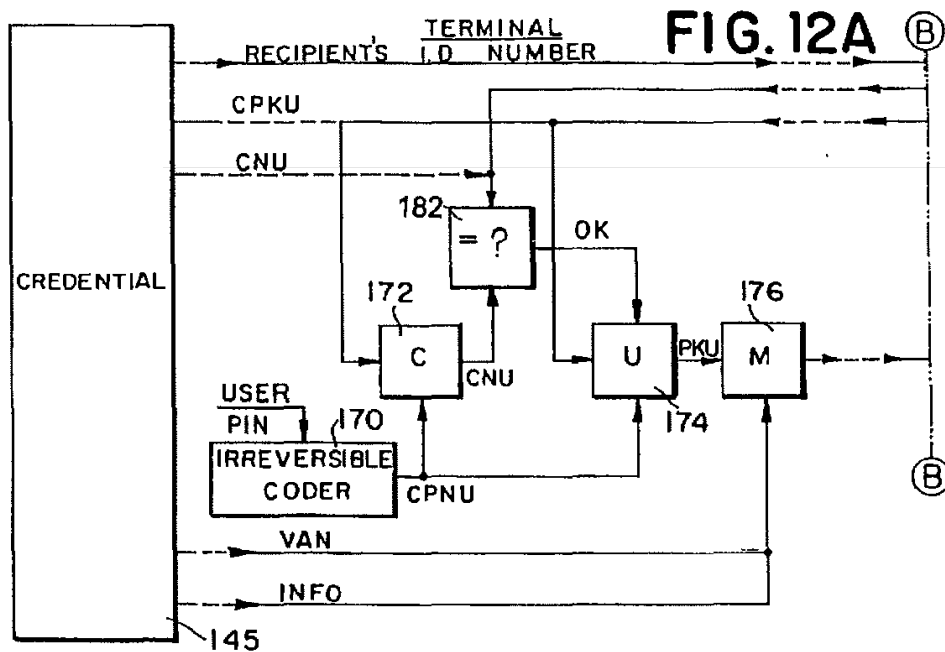 FIG. 12A
B
TERMINAL
RECIPIENT'S I.D NUMBER
CPKU
CNU
182
= ?
OK
CREDENTIAL
172
C
CNU
176
U
PKU
M
174
USER
PIN
170
IRREVERSIBLE
CODER
CPNU
B
VAN
INFO
145